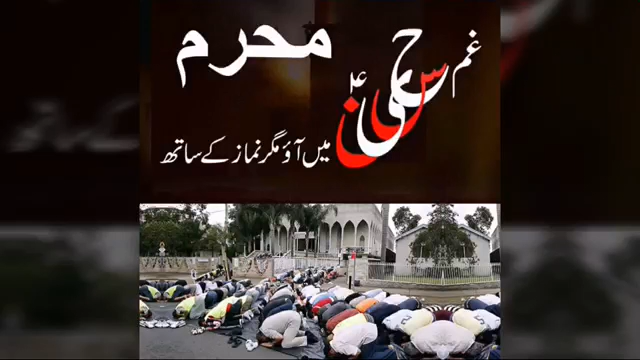 محرم
غم حسینؑ
میں آؤ مگر نماز کے ساتھ